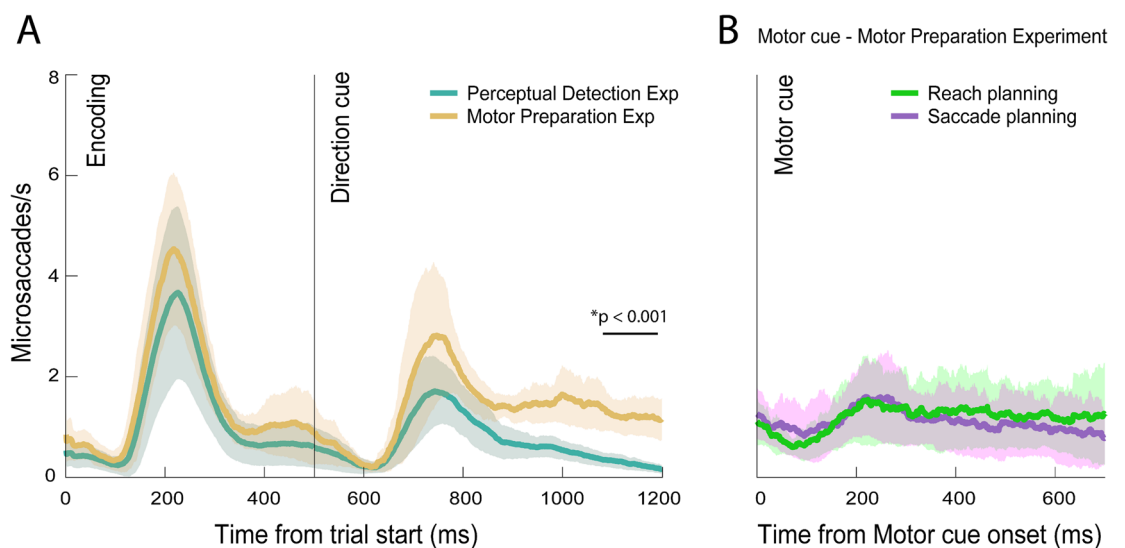 A
B
Motor cue - Motor Preparation Experiment
8
6
4
2
0
Microsaccades/s
Encoding
Direction cue
Perceptual Detection Exp
Motor Preparation Exp
*p < 0.001
0 200 400 600 800 1000 1200
Time from trial start (ms)
Motor cue
Reach planning
Saccade planning
0 200 400 600
Time from Motor cue onset (ms)